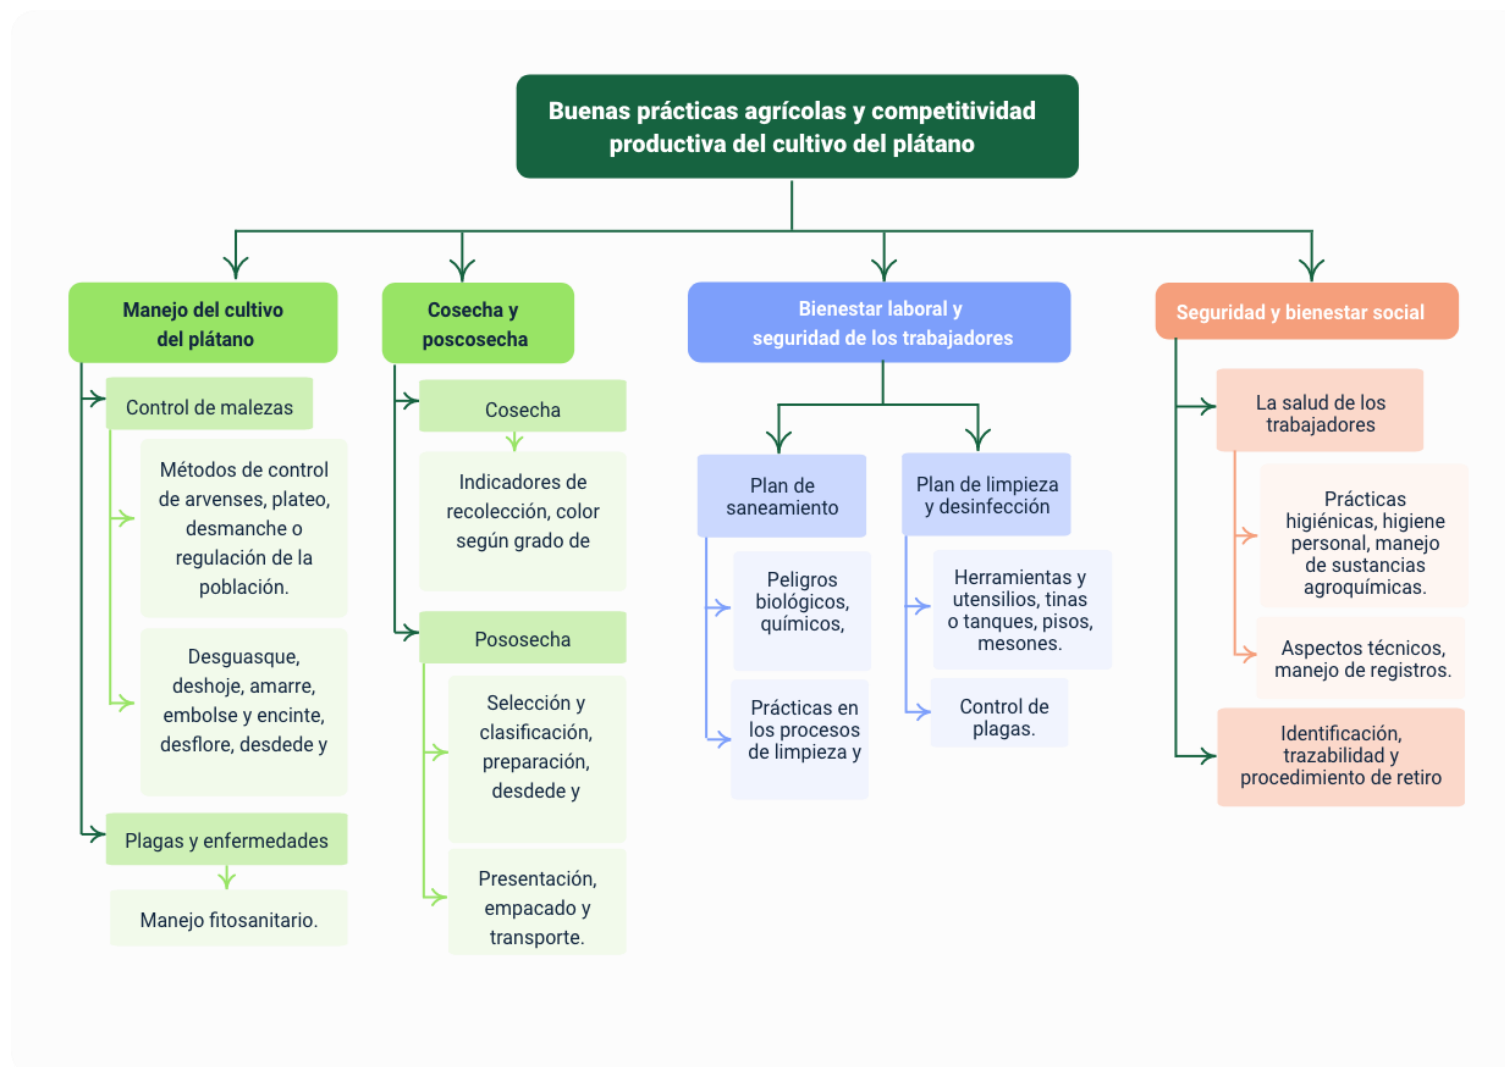 Buenas prácticas agrícolas y competitividad
productiva del cultivo del plátano
Manejo del cultivo
del plátano
Control de malezas
Métodos de control
de arvenses, plateo,
desmanche o
regulación de la
población.
Desguasque,
deshoje, amarre,
embolse y encinte,
desflore, desdede y
Plagas y enfermedades
Manejo fitosanitario.
Cosecha y
poscosecha
Cosecha
Indicadores de
recolección, color
según grado de
Pososecha
Selección y
clasificación,
preparación,
desdede y
Presentación,
empacado y
transporte.
Bienestar laboral y
seguridad de los trabajadores
Plan de
saneamiento
Peligros
biológicos,
químicos,
Prácticas en
los procesos
de limpieza y
Plan de limpieza
y desinfección
Herramientas y
utensilios, tinas
o tanques, pisos,
mesones.
Control de
plagas.
Seguridad y bienestar social
La salud de los
trabajadores
Prácticas
higiénicas, higiene
personal, manejo
de sustancias
agroquímicas.
Aspectos técnicos,
manejo de registros.
Identificación,
trazabilidad y
procedimiento de retiro